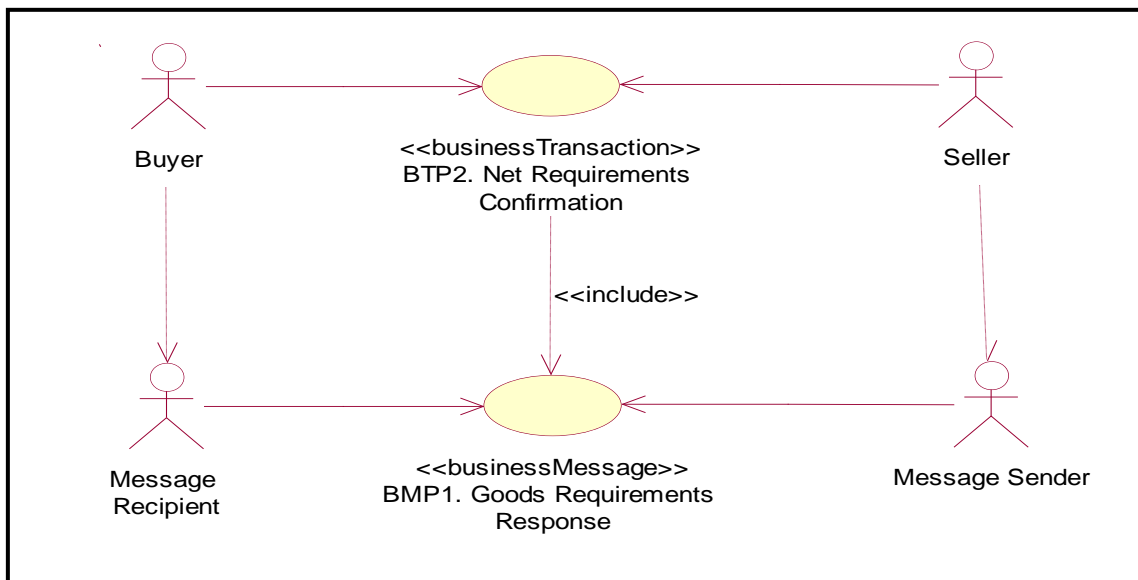 Buyer
<<businessTransaction>>
BTP2. Net Requirements
Confirmation
Seller
<<include>>
Message
Recipient
<<businessMessage>>
BMP1. Goods Requirements
Response
Message Sender